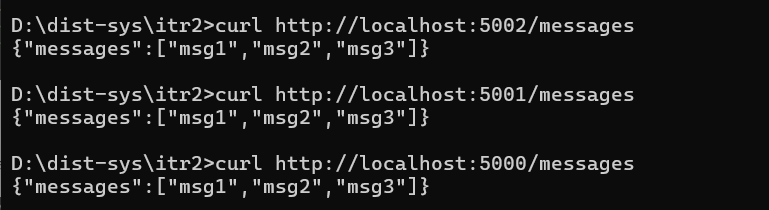 D:\dist-sys\itr2>curl http://localhost:5002/messages
{"messages":["msg1","msg2","msg3"]}
D:\dist-sys\itr2>curl http://localhost:5001/messages
{"messages":["msg1","msg2","msg3"]}
D:\dist-sys\itr2>curl http://localhost:5000/messages
{"messages":["msg1","msg2","msg3"]}